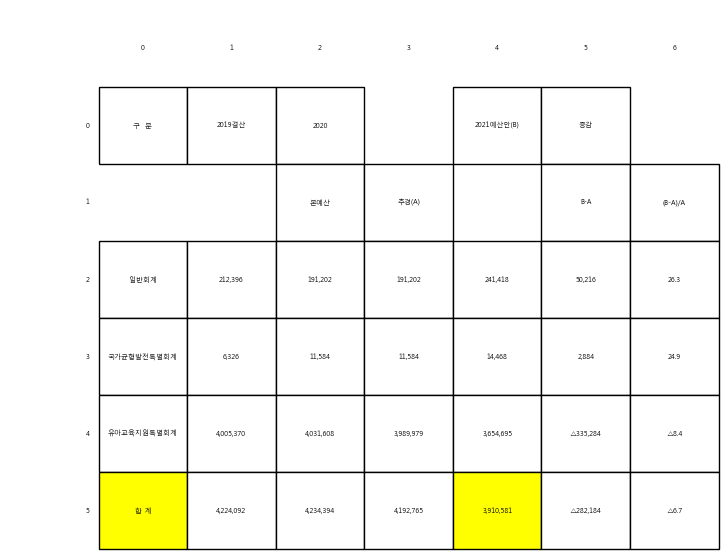 0 1 2 3 4 5 6
0 구 분 2019결산 2020 2021예산안(B) 증감
1 본예산 추경(A) B-A (B-A)/A
2 일반회계 212,396 191,202 191,202 241,418 50,216 26.3
3 국가균형발전특별회계 6,326 11,584 11,584 14,468 2,884 24.9
4 유아교육지원특별회계 4,005,370 4,031,608 3,989,979 3,654,695 △335,284 △8.4
5 합 계 4,224,092 4,234,394 4,192,765 3,910,581 △282,184 △6.7